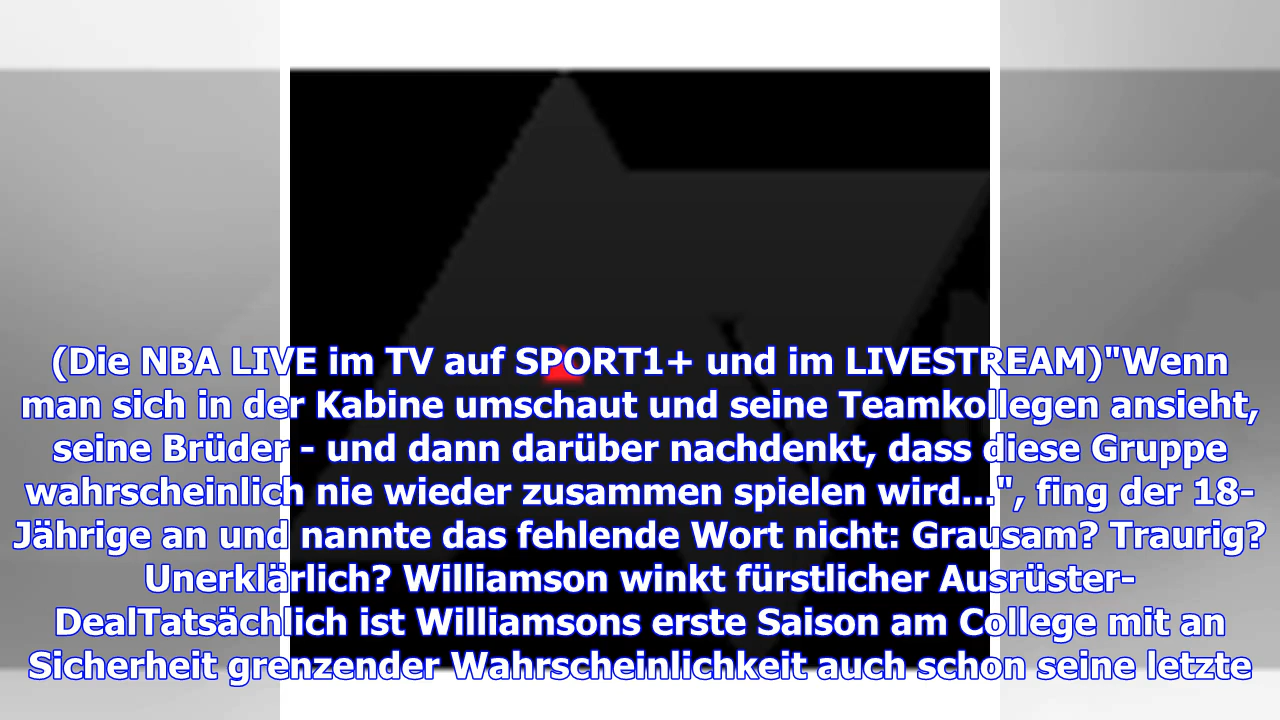 (Die NBA LIVE im TV auf SPORT1+ und im LIVESTREAM)"Wenn
man sich in der Kabine umschaut und seine Teamkollegen ansieht,
seine Brüder - und dann darüber nachdenkt, dass diese Gruppe
wahrscheinlich nie wieder zusammen spielen wird...", fing der 18-
Jährige an und nannte das fehlende Wort nicht: Grausam? Traurig?
Unerklärlich? Williamson winkt fürstlicher Ausrüster-
DealTatsächlich ist Williamsons erste Saison am College mit an
Sicherheit grenzender Wahrscheinlichkeit auch schon seine letzte